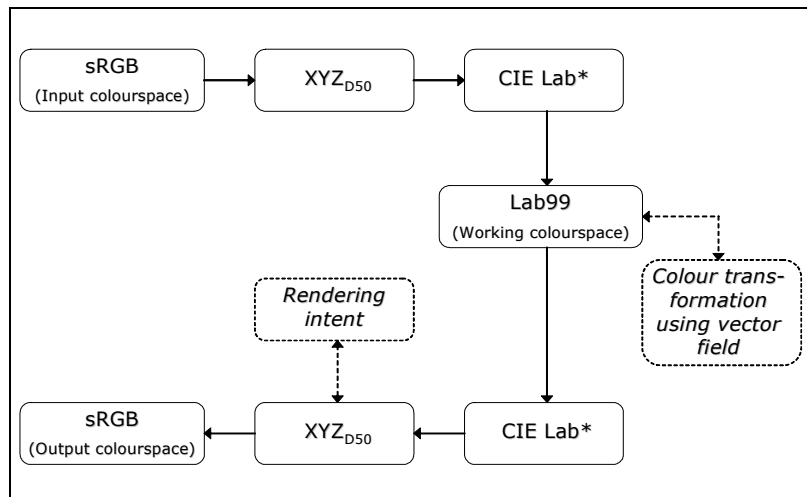 sRGB
(Input colourspace)
XYZD50
CIE Lab*
Lab99
(Working colourspace)
Colour trans-
formation
using vector
field
Rendering
intent
sRGB
(Output colourspace)
XYZD50
CIE Lab*